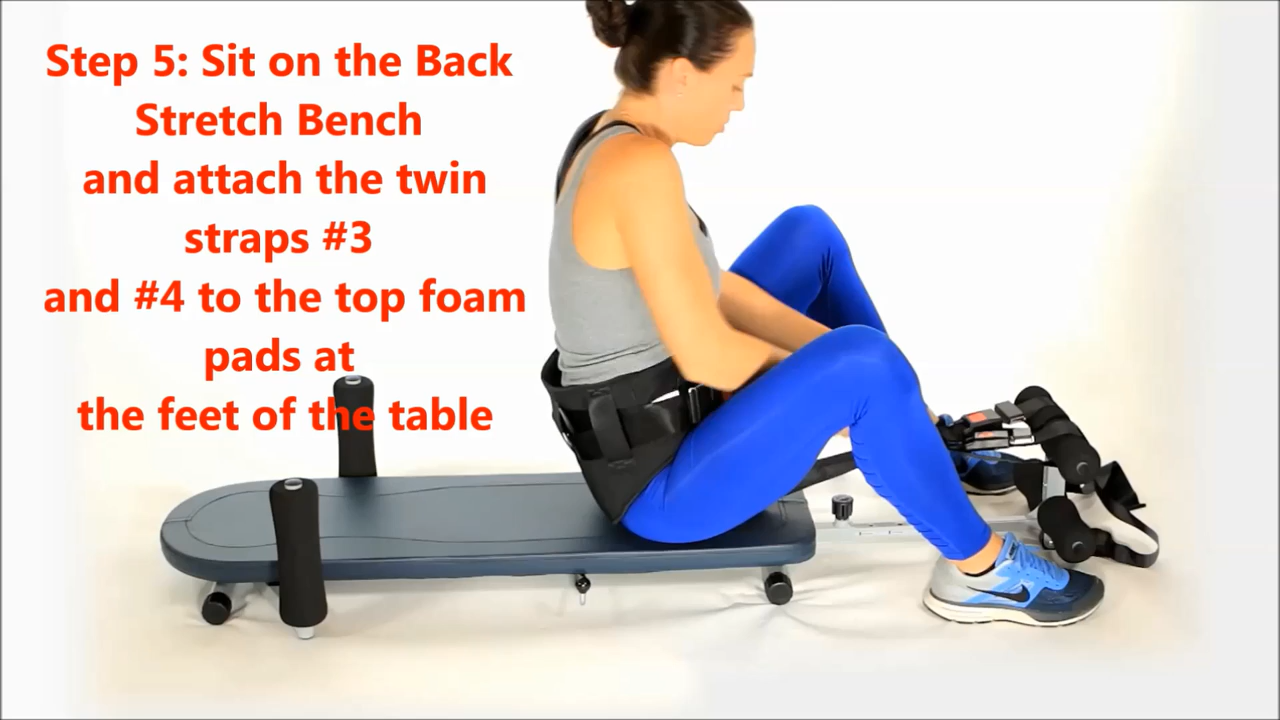 Step 5: Sit on the Back
Stretch Bench
and attach the twin
straps #3
and #4 to the top foam
pads at
the feet of the table